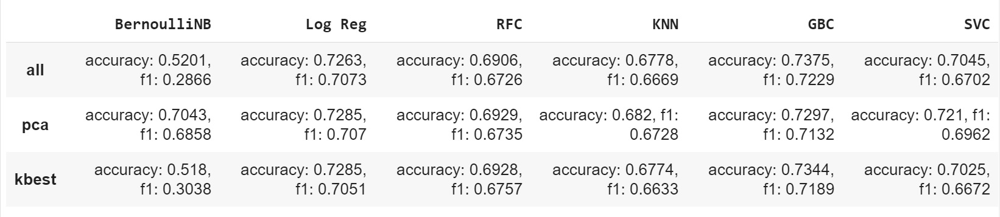 BernoulliNB Log Reg RFC KNN GBC SVC
accuracy: 0.5201, accuracy: 0.7263, accuracy: 0.6906, accuracy: 0.6778, accuracy: 0.7375, accuracy: 0.7045,
all
f1: 0.2866 f1: 0.7073 f1: 0.6726 f1: 0.6669 f1: 0.7229 f1: 0.6702
accuracy: 0.7043, accuracy: 0.7285, accuracy: 0.6929, accuracy: 0.682, f1: accuracy: 0.7297, accuracy: 0.721, f1:
pca
f1: 0.6858 f1: 0.707 f1: 0.6735 0.6728 f1: 0.7132 0.6962
accuracy: 0.518, accuracy: 0.7285, accuracy: 0.6928, accuracy: 0.6774, accuracy: 0.7344, accuracy: 0.7025,
kbest
f1: 0.3038 f1: 0.7051 f1: 0.6757 f1: 0.6633 f1: 0.7189 f1: 0.6672